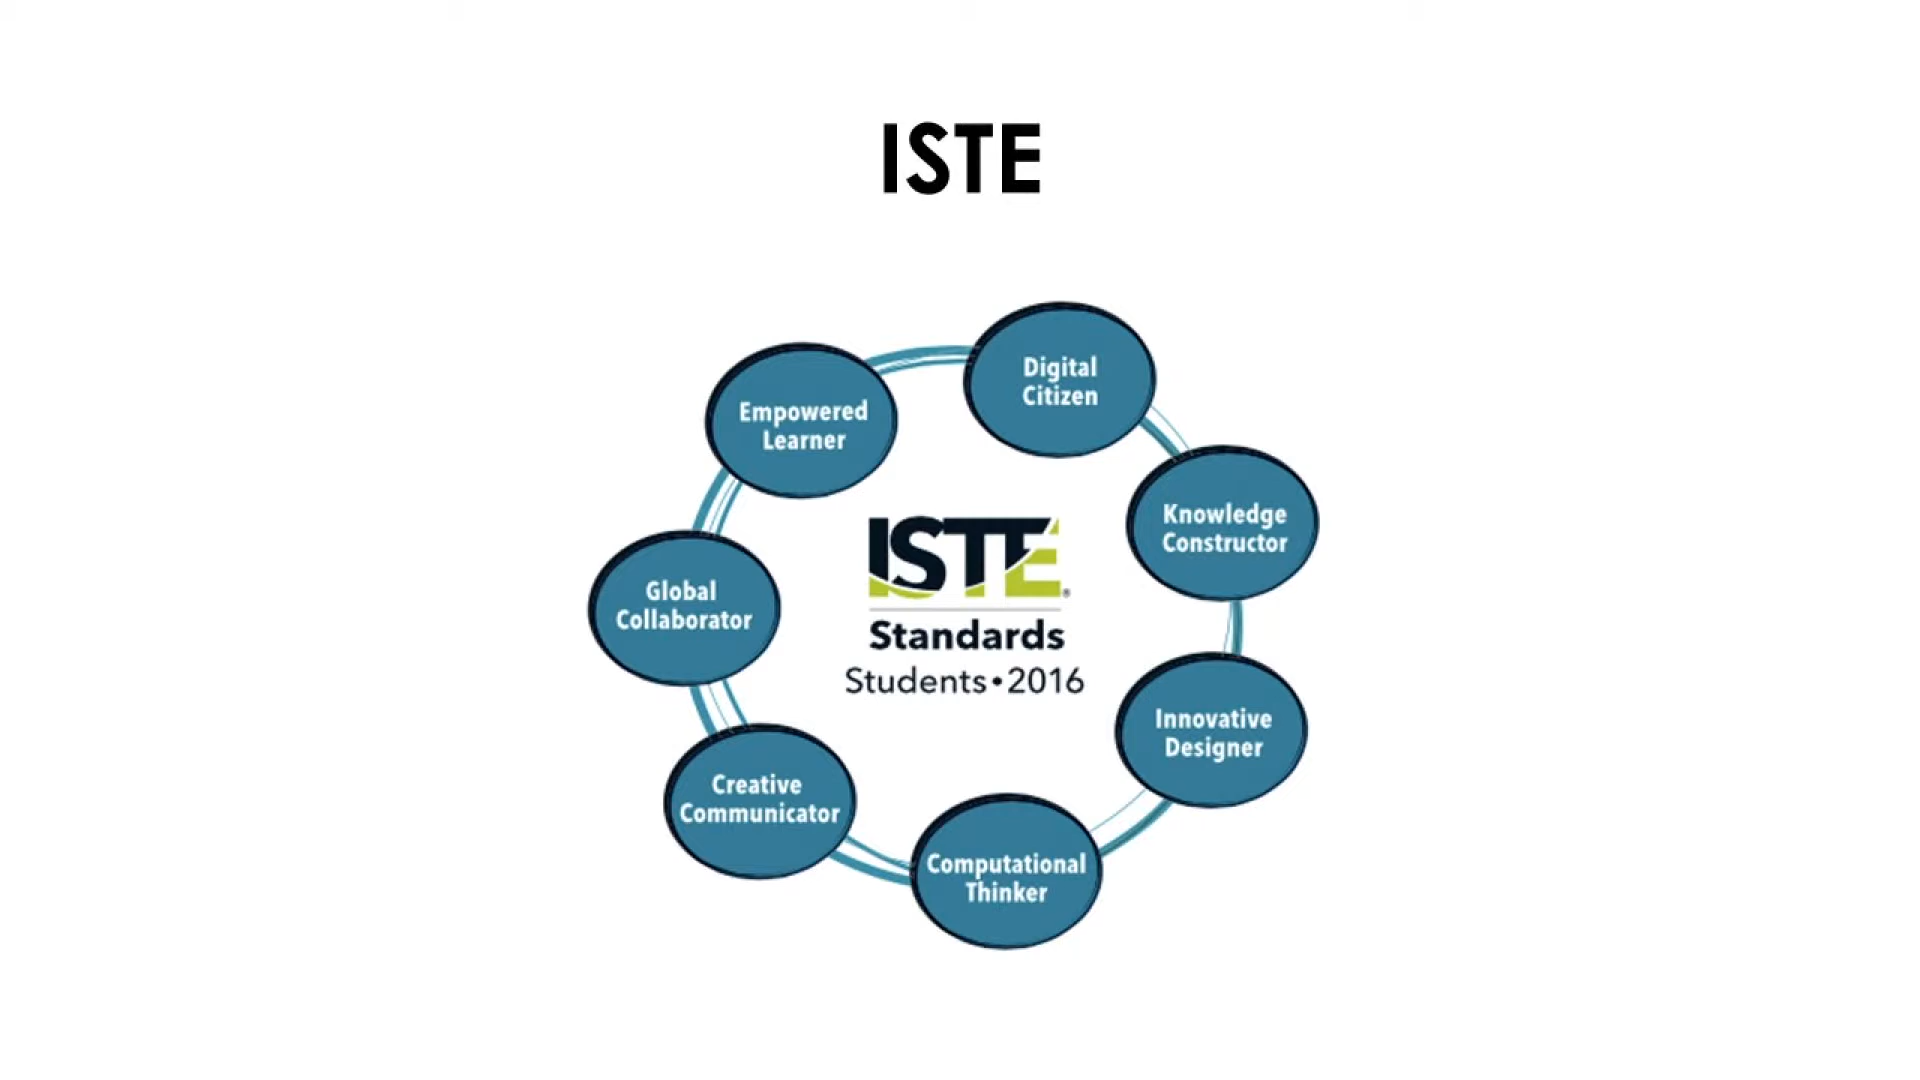 ISTE
Digital
Citizen
Empowered
Learner
Knowledge
Constructor
ISTE®
Standards
Students•2016
Global
Collaborator
Innovative
Designer
Creative
Communicator
Computational
Thinker